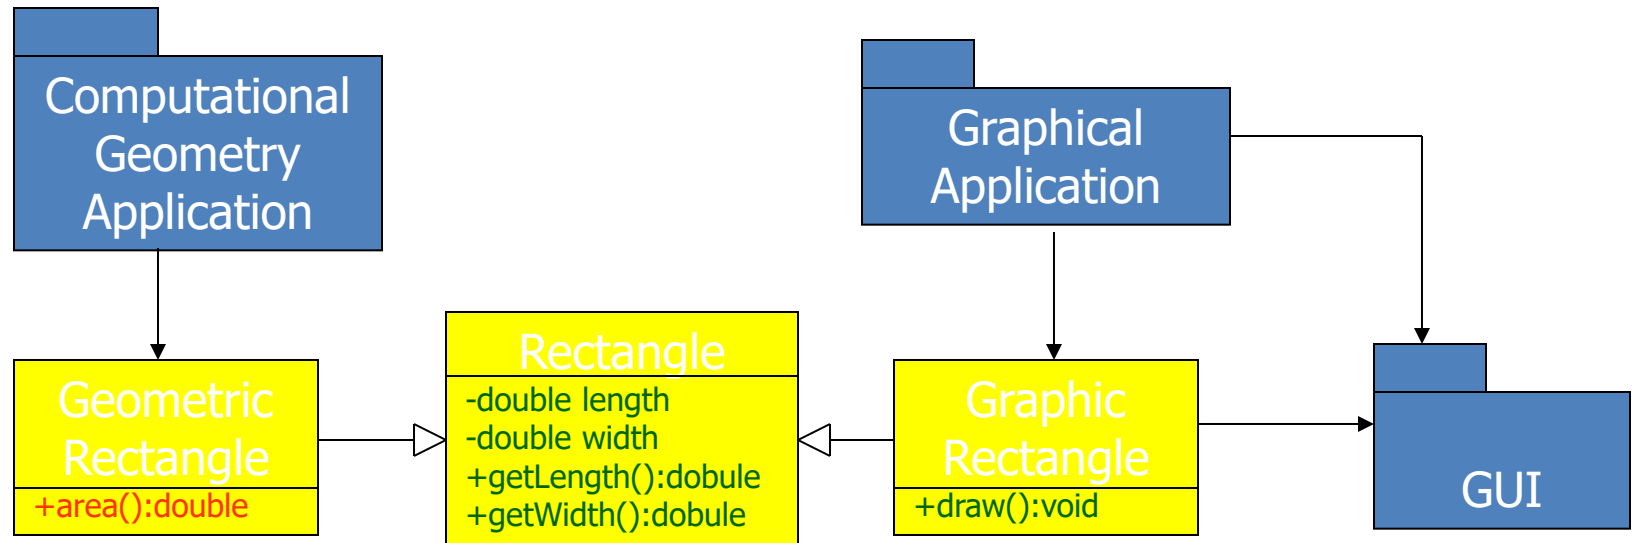 Computational
Geometry
Application
Graphical
Application
Geometric
Rectangle
+area():double
Rectangle
-double length
-double width
+getLength():dobule
+getWidth():dobule
Graphic
Rectangle
+draw():void
GUI